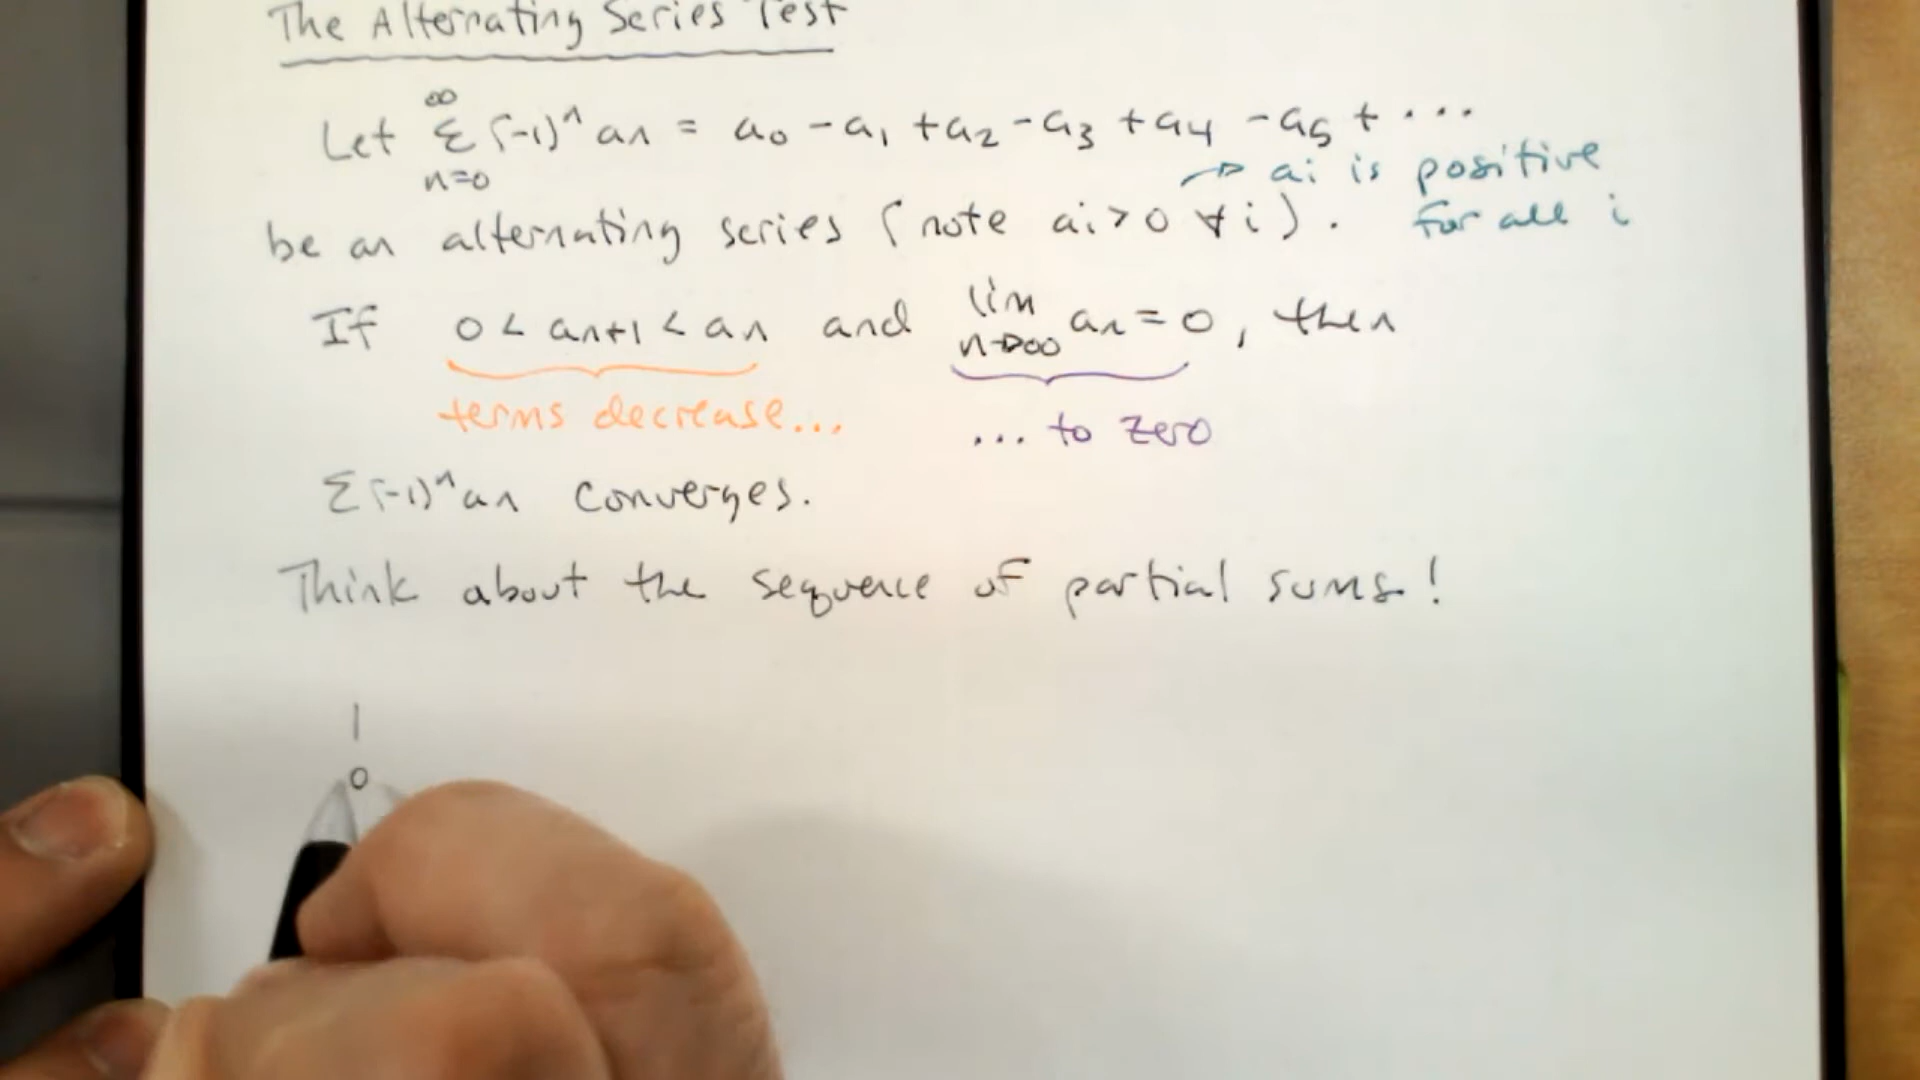 The Alternating Series Test
Let ∞ Σ n=0 (-1)^n an = a0 - a1 + a2 - a3 + a4 - a5 + ...
→ ai is positive
be an alternating series (note ai > 0 ∀ i). for all i
If 0 < an+1 < an and lim n→∞ an = 0, then
terms decrease... ... to zero
Σ(-1)^n an converges.
Think about the sequence of partial sums!
|
0